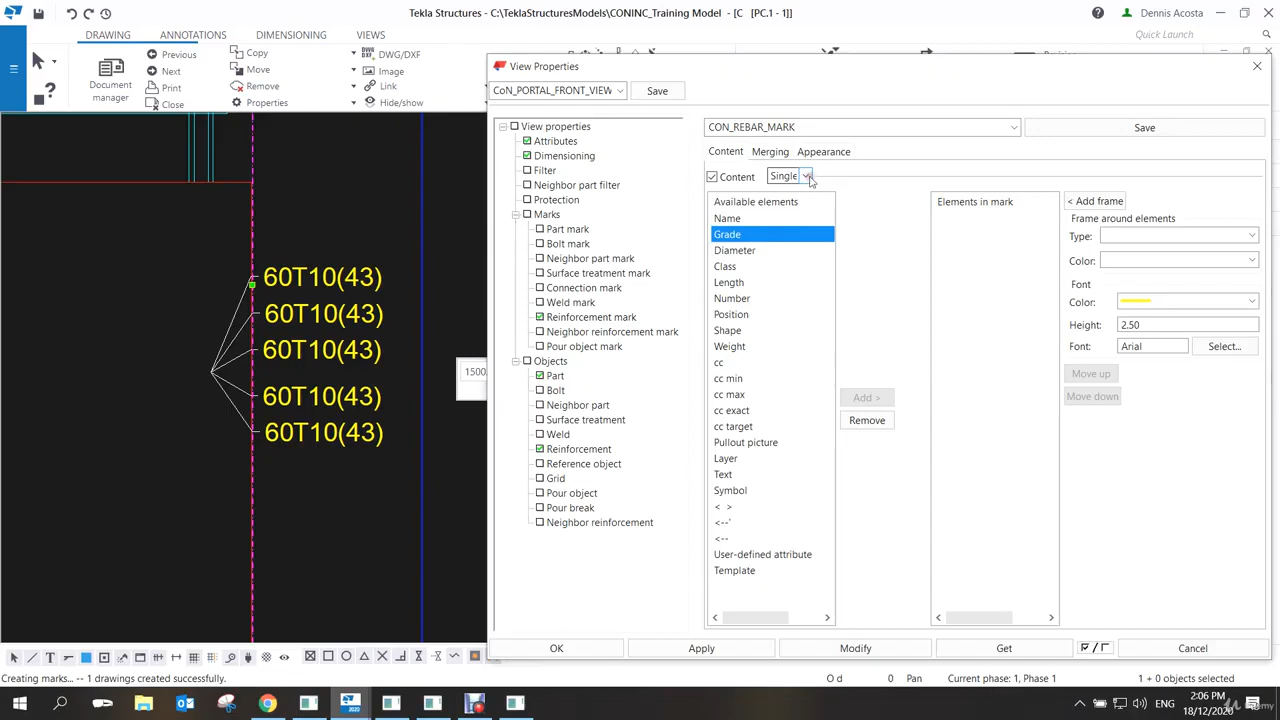 Tekla Structures - C:\TeklaStructuresModels\CONINC_Training Model - [C [PC.1 - 1]]
Dennis Acosta
DRAWING ANNOTATIONS DIMENSIONING VIEWS
Quick Launch
Document manager
Previous
Next
Print
Close
Copy
Move
Remove
Properties
DWG/DXF
Image
Link
Hide/show
60T10(43)
60T10(43)
60T10(43)
60T10(43)
60T10(43)
1500
View Properties
CoN_PORTAL_FRONT_VIEW
Save
View properties
Attributes
Dimensioning
Filter
Neighbor part filter
Protection
Marks
Part mark
Bolt mark
Neighbor part mark
Surface treatment mark
Connection mark
Weld mark
Reinforcement mark
Neighbor reinforcement mark
Pour object mark
Objects
Part
Bolt
Neighbor part
Surface treatment
Weld
Reinforcement
Reference object
Grid
Pour object
Pour break
Neighbor reinforcement
CON_REBAR_MARK
Save
Content Merging Appearance
Content Single
Available elements
Name
Grade
Diameter
Class
Length
Number
Position
Shape
Weight
cc
cc min
cc max
cc exact
cc target
Pullout picture
Layer
Text
Symbol
< >
<--'
<--
User-defined attribute
Template
Add >
Remove
Elements in mark
< Add frame
Frame around elements
Type:
Color:
Font
Color:
Height: 2.50
Font: Arial Select...
Move up
Move down
OK Apply Modify Get Cancel
Creating marks... -- 1 drawings created successfully.
O d 0 Pan Current phase: 1, Phase 1 1 + 0 objects selected
ENG
2:06 PM
18/12/2020